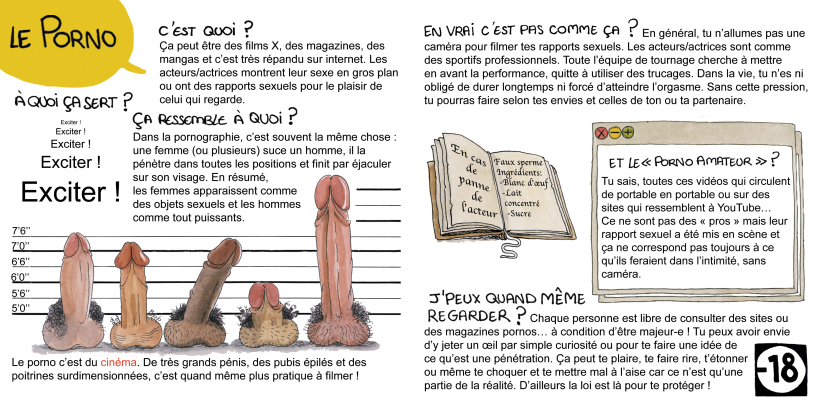 LE PORNO
C'EST QUOI ?
Ça peut être des films X, des magazines, des
mangas et c'est très répandu sur internet. Les
acteurs/actrices montrent leur sexe en gros plan
ou ont des rapports sexuels pour le plaisir de
celui qui regarde.
À QUOI ÇA SERT ?
Exciter !
Exciter !
Exciter !
Exciter !
Exciter !
ÇA RESSEMBLE À QUOI ?
Dans la pornographie, c'est souvent la même chose :
une femme (ou plusieurs) suce un homme, il la
pénètre dans toutes les positions et finit par éjaculer
sur son visage. En résumé,
les femmes apparaissent comme
des objets sexuels et les hommes
comme tout puissants.
7'6"
7'0"
6'6"
6'0"
5'6"
5'0"
Le porno c'est du cinéma. De très grands pénis, des pubis épilés et des
poitrines surdimensionnées, c'est quand même plus pratique à filmer !
EN VRAI C'EST PAS COMME ÇA ? En général, tu n'allumes pas une
caméra pour filmer tes rapports sexuels. Les acteurs/actrices sont comme
des sportifs professionnels. Toute l'équipe de tournage cherche à mettre
en avant la performance, quitte à utiliser des trucages. Dans la vie, tu n'es ni
obligé de durer longtemps ni forcé d'atteindre l'orgasme. Sans cette pression,
tu pourras faire selon tes envies et celles de ton ou ta partenaire.
En cas
de
panne
de
l'acteur
Faux sperme
Ingrédients:
-Blanc d'œuf
-Lait
concentré
-Sucre
X - +
ET LE « PORNO AMATEUR » ?
Tu sais, toutes ces vidéos qui circulent
de portable en portable ou sur des
sites qui ressemblent à YouTube…
Ce ne sont pas des « pros » mais leur
rapport sexuel a été mis en scène et
ça ne correspond pas toujours à ce
qu'ils feraient dans l'intimité, sans
caméra.
J'PEUX QUAND MÊME
REGARDER ? Chaque personne est libre de consulter des sites ou
des magazines pornos… à condition d'être majeur-e ! Tu peux avoir envie
d'y jeter un œil par simple curiosité ou pour te faire une idée de
ce qu'est une pénétration. Ça peut te plaire, te faire rire, t'étonner
ou même te choquer et te mettre mal à l'aise car ce n'est qu'une
partie de la réalité. D'ailleurs la loi est là pour te protéger !
-18